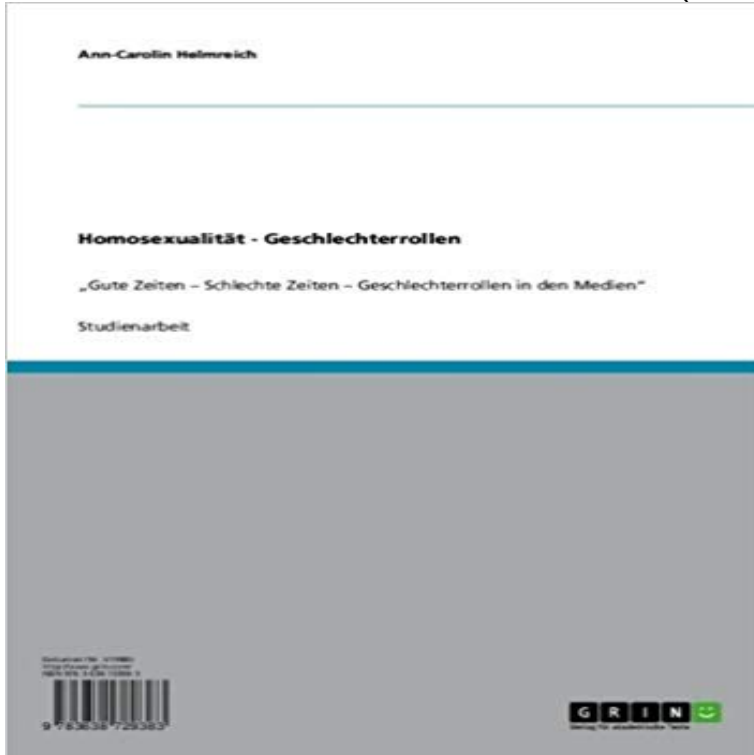 Ann-Carolin Helmreich
Homosexualität - Geschlechterrollen
„Gute Zeiten – Schlechte Zeiten – Geschlechterrollen in den Medien“
Studienarbeit
9 783638 729383
GRIN